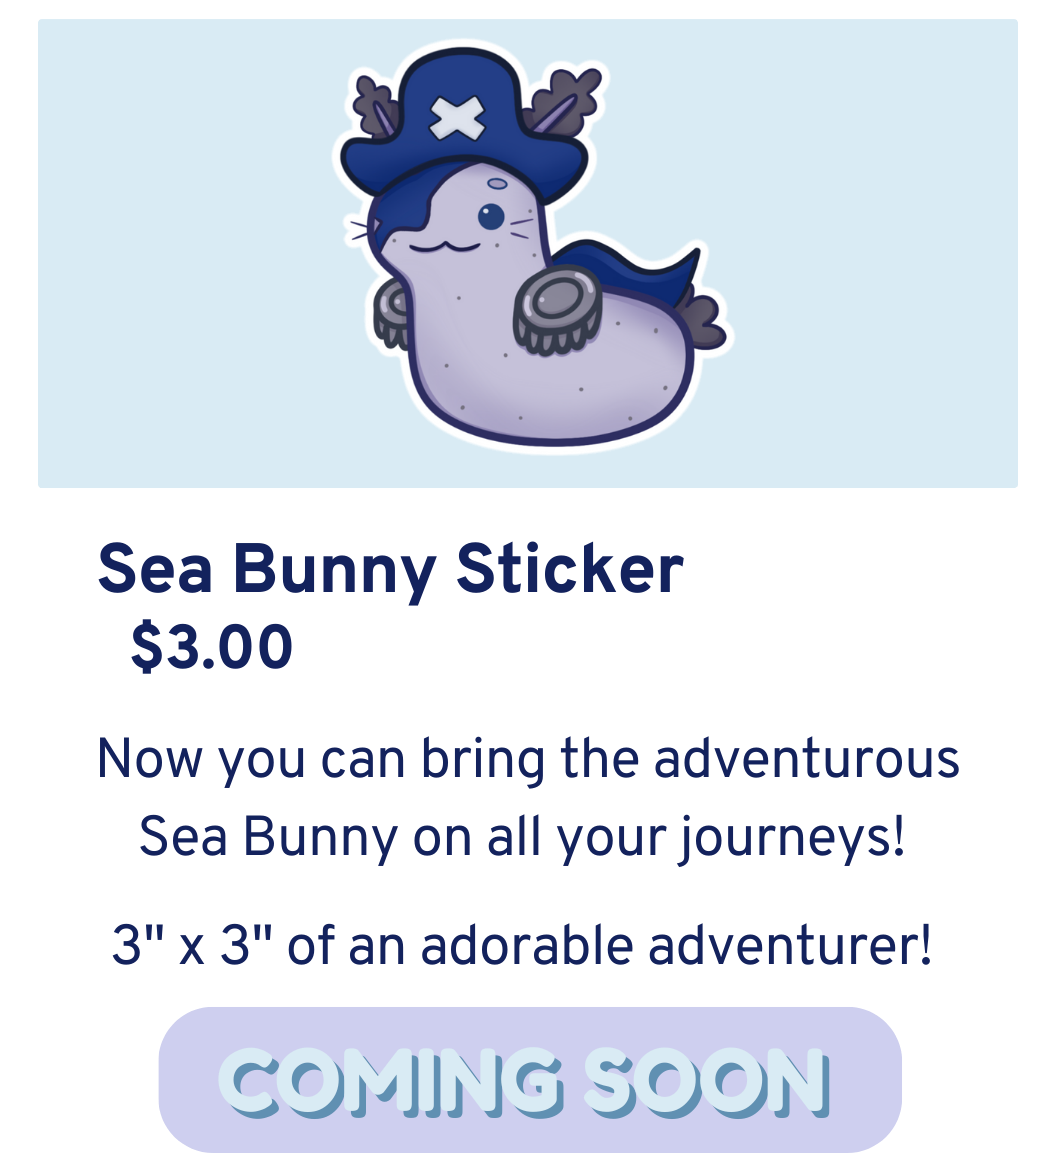 Sea Bunny Sticker
$3.00
Now you can bring the adventurous
Sea Bunny on all your journeys!
3" x 3" of an adorable adventurer!
COMING SOON